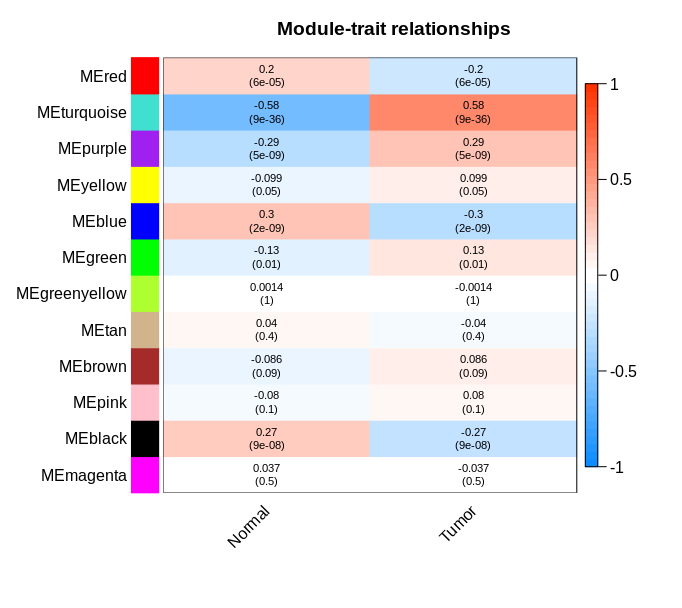 Module-trait relationships
MEred
0.2
(6e-05)
-0.2
(6e-05)
MEturquoise
-0.58
(9e-36)
0.58
(9e-36)
MEpurple
-0.29
(5e-09)
0.29
(5e-09)
MEyellow
-0.099
(0.05)
0.099
(0.05)
MEblue
0.3
(2e-09)
-0.3
(2e-09)
MEgreen
-0.13
(0.01)
0.13
(0.01)
MEgreenyellow
0.0014
(1)
-0.0014
(1)
MEtan
0.04
(0.4)
-0.04
(0.4)
MEbrown
-0.086
(0.09)
0.086
(0.09)
MEpink
-0.08
(0.1)
0.08
(0.1)
MEblack
0.27
(9e-08)
-0.27
(9e-08)
MEmagenta
0.037
(0.5)
-0.037
(0.5)
Normal
Tumor
1
0.5
0
-0.5
-1